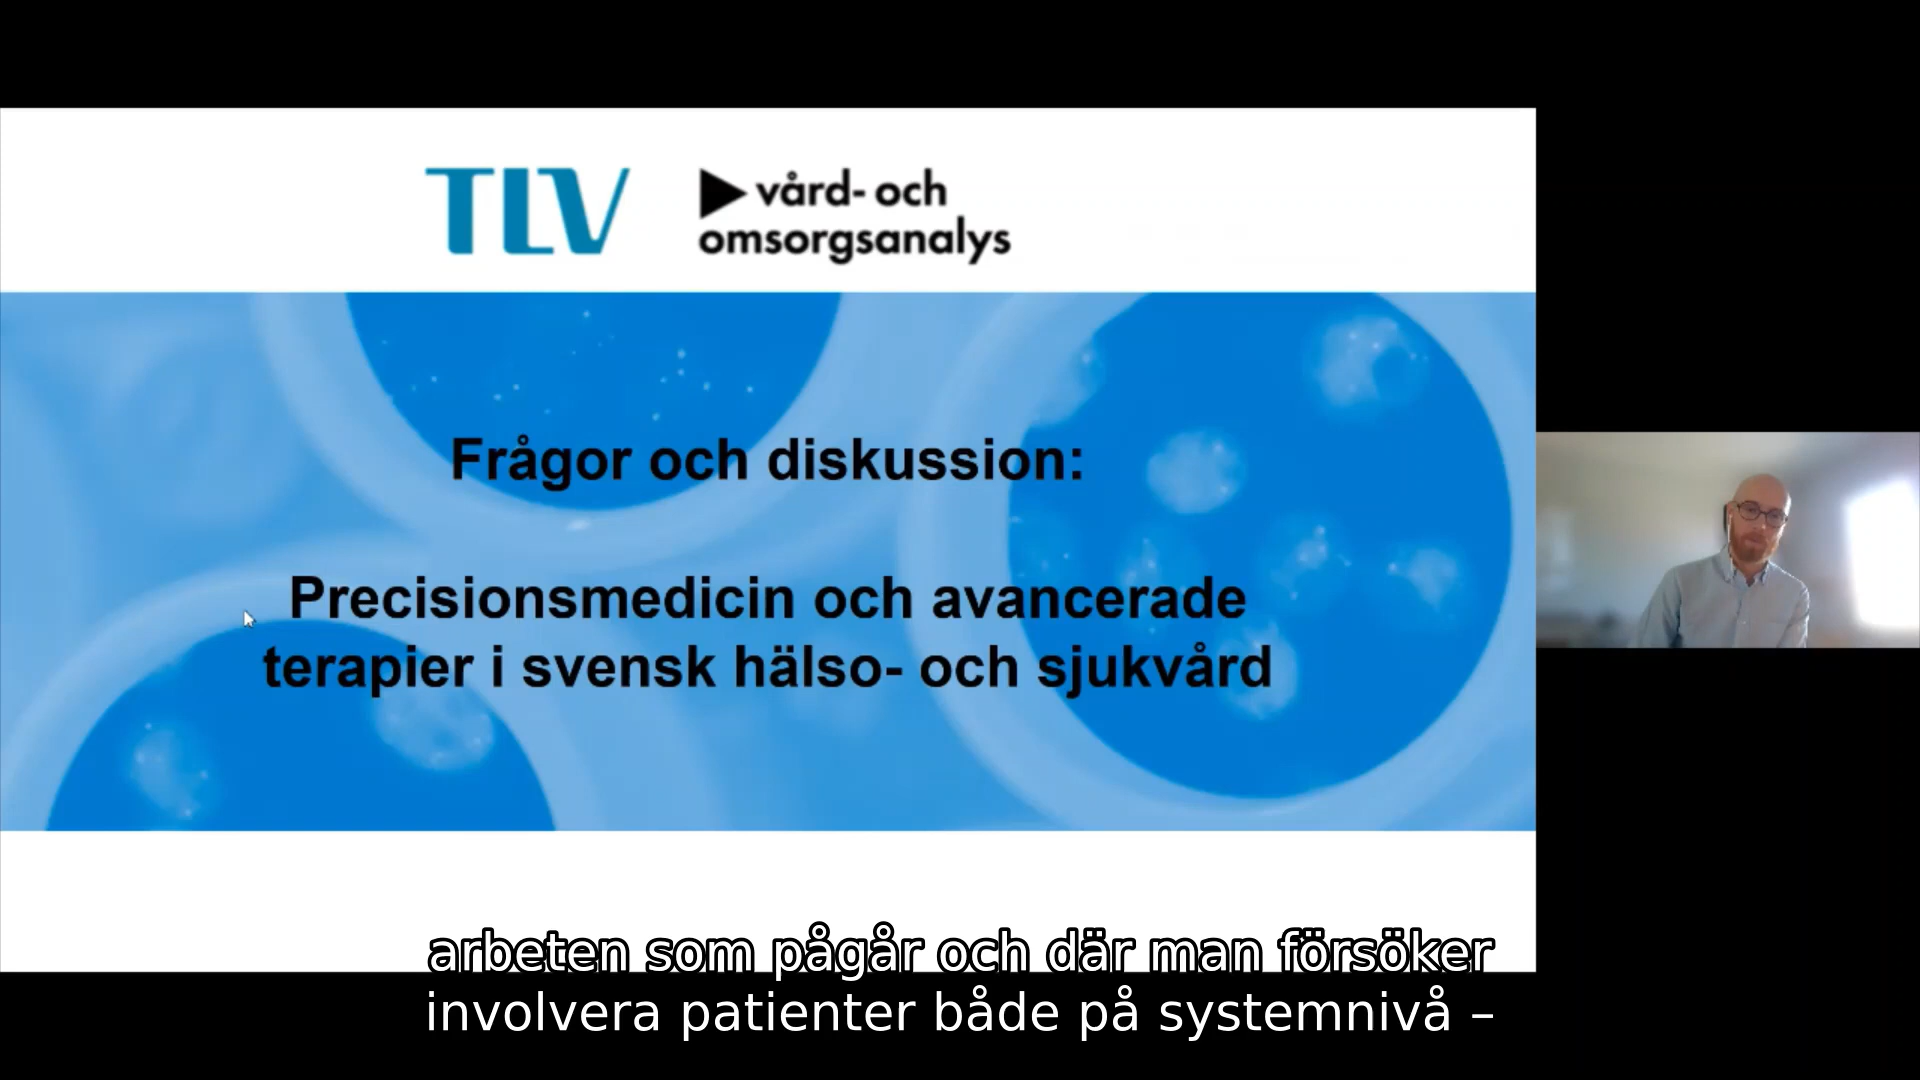 TLV
vård- och
omsorgsanalys
Frågor och diskussion:
Precisionsmedicin och avancerade
terapier i svensk hälso- och sjukvård
arbeten som pågår och där man försöker
involvera patienter både på systemnivå –